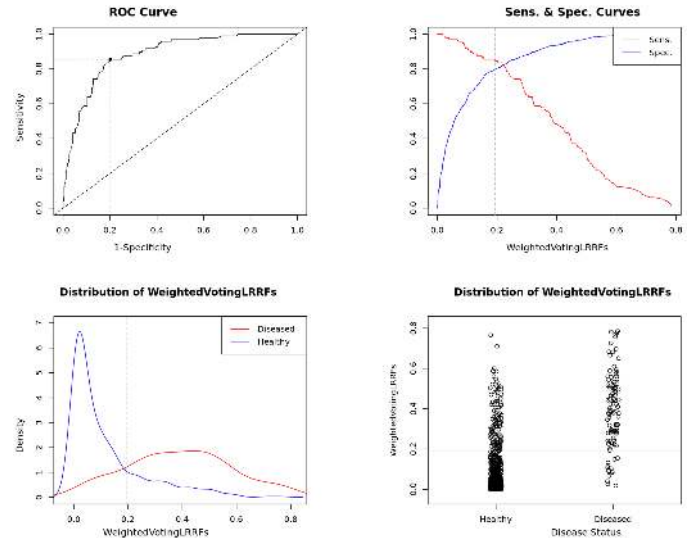 ROC Curve
Sensitivity
0.0 0.2 0.4 0.6 0.8 1.0
0.0 0.2 0.4 0.6 0.8 1.0
1-Specificity
Sens. & Spec. Curves
Sens.
Spec.
0.0 0.2 0.4 0.6 0.8 1.0
0.0 0.2 0.4 0.6 0.8
WeightedVotingLRRFs
Distribution of WeightedVotingLRRFs
Diseased
Healthy
Density
0 1 2 3 4 5 6 7
0.0 0.2 0.4 0.6 0.8
WeightedVotingLRRFs
Distribution of WeightedVotingLRRFs
WeightedVotingLRRFs
0.0 0.2 0.4 0.6 0.8
Healthy Diseased
Disease Status